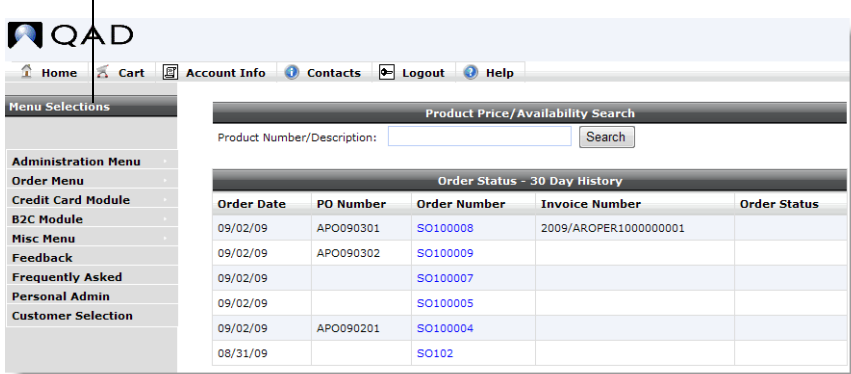 QAD
Home Cart Account Info Contacts Logout Help
Menu Selections
Administration Menu
Order Menu
Credit Card Module
B2C Module
Misc Menu
Feedback
Frequently Asked
Personal Admin
Customer Selection
Product Price/Availability Search
Product Number/Description: Search
Order Status - 30 Day History
Order Date PO Number Order Number Invoice Number Order Status
09/02/09 APO090301 SO100008 2009/AROPER1000000001
09/02/09 APO090302 SO100009
09/02/09 SO100007
09/02/09 SO100005
09/02/09 APO090201 SO100004
08/31/09 SO102